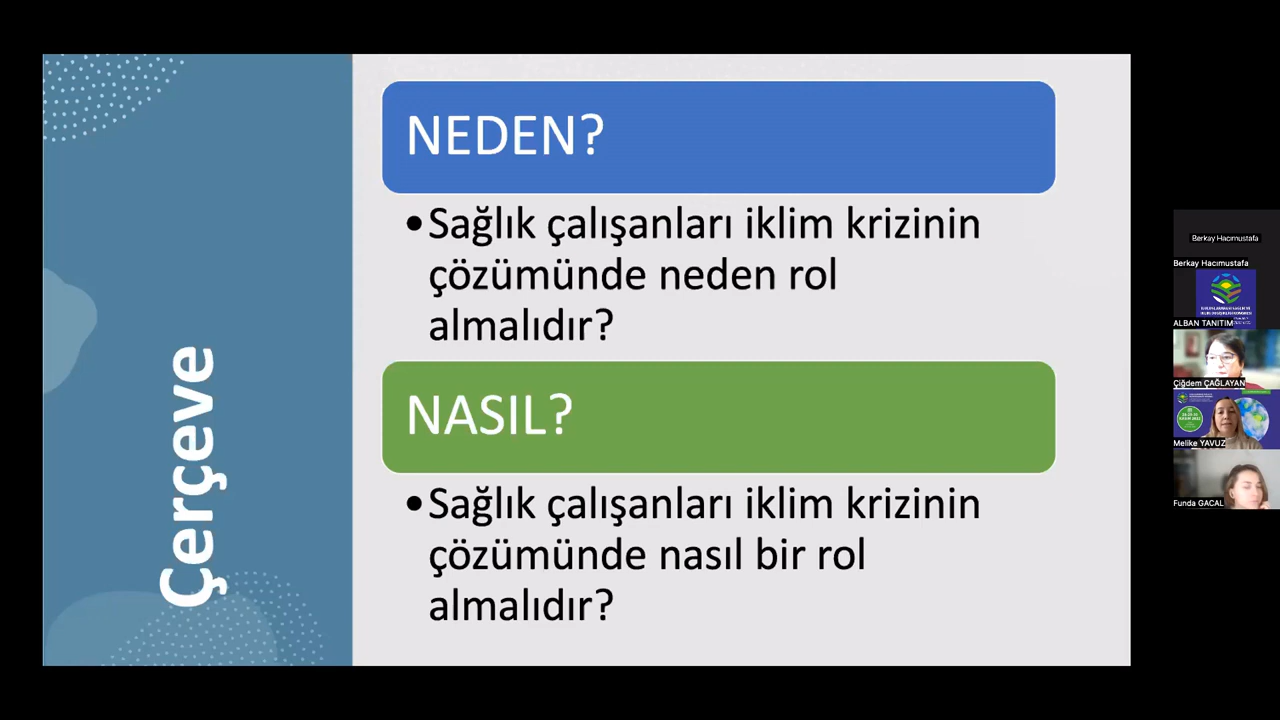 Çerçeve
NEDEN?
•Sağlık çalışanları iklim krizinin
çözümünde neden rol
almalıdır?
NASIL?
•Sağlık çalışanları iklim krizinin
çözümünde nasıl bir rol
almalıdır?
Berkay Hacımustafa
Berkay Hacımustafa
ALBAN TANITIM
Çiğdem ÇAĞLAYAN
Melike YAVUZ
Funda GACAL